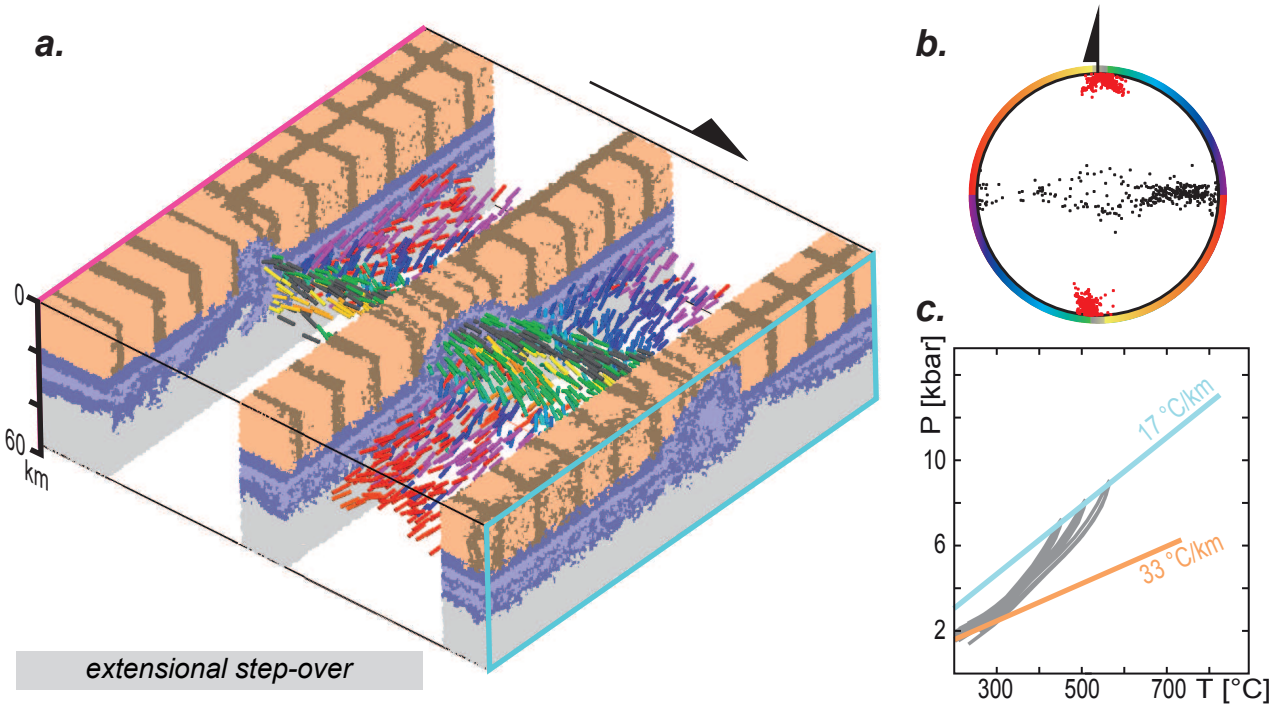 a.
b.
0
60
km
extensional step-over
c.
P [kbar]
10
6
2
17 °C/km
33 °C/km
300
500
700
T [°C]